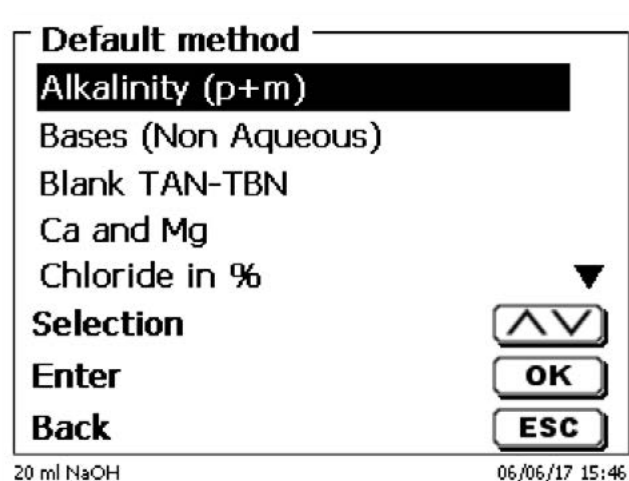 Default method
Alkalinity (p+m)
Bases (Non Aqueous)
Blank TAN-TBN
Ca and Mg
Chloride in %
Selection
Enter OK
Back ESC
20 ml NaOH 06/06/17 15:46